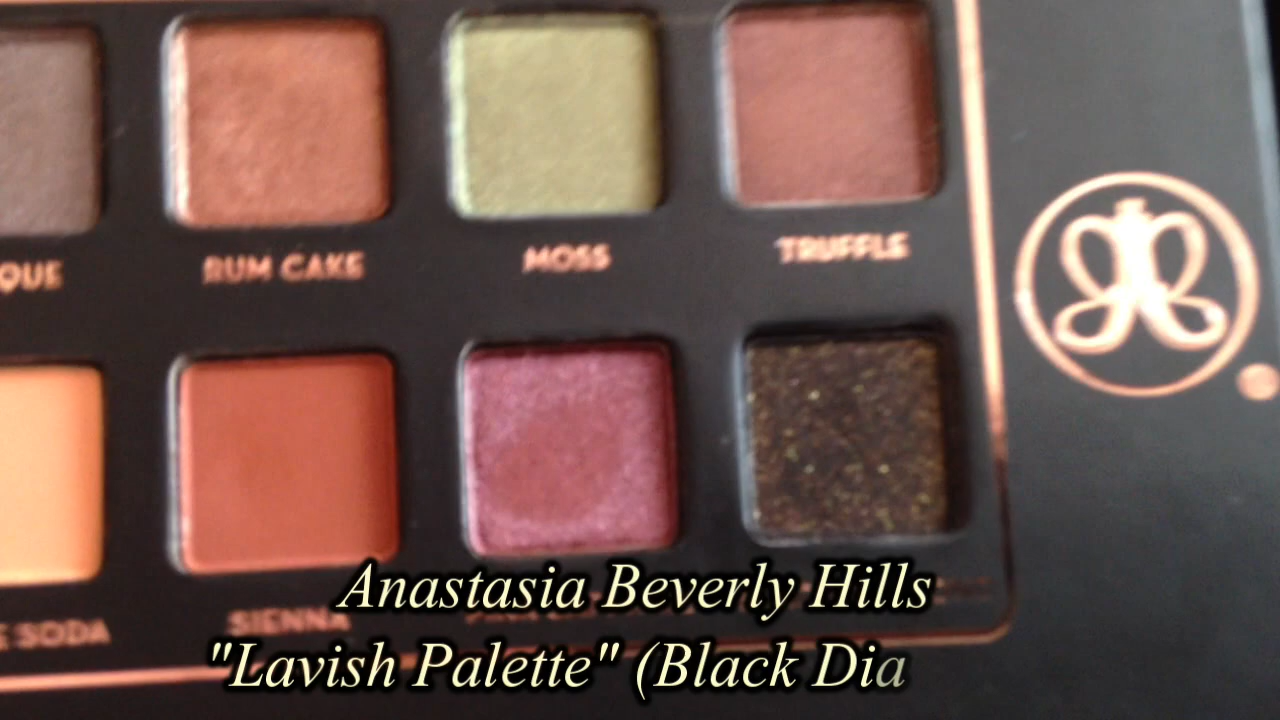 QUE RUM CAKE MOSS TRUFFLE
E SODA SIENNA
Anastasia Beverly Hills
"Lavish Palette" (Black Dia